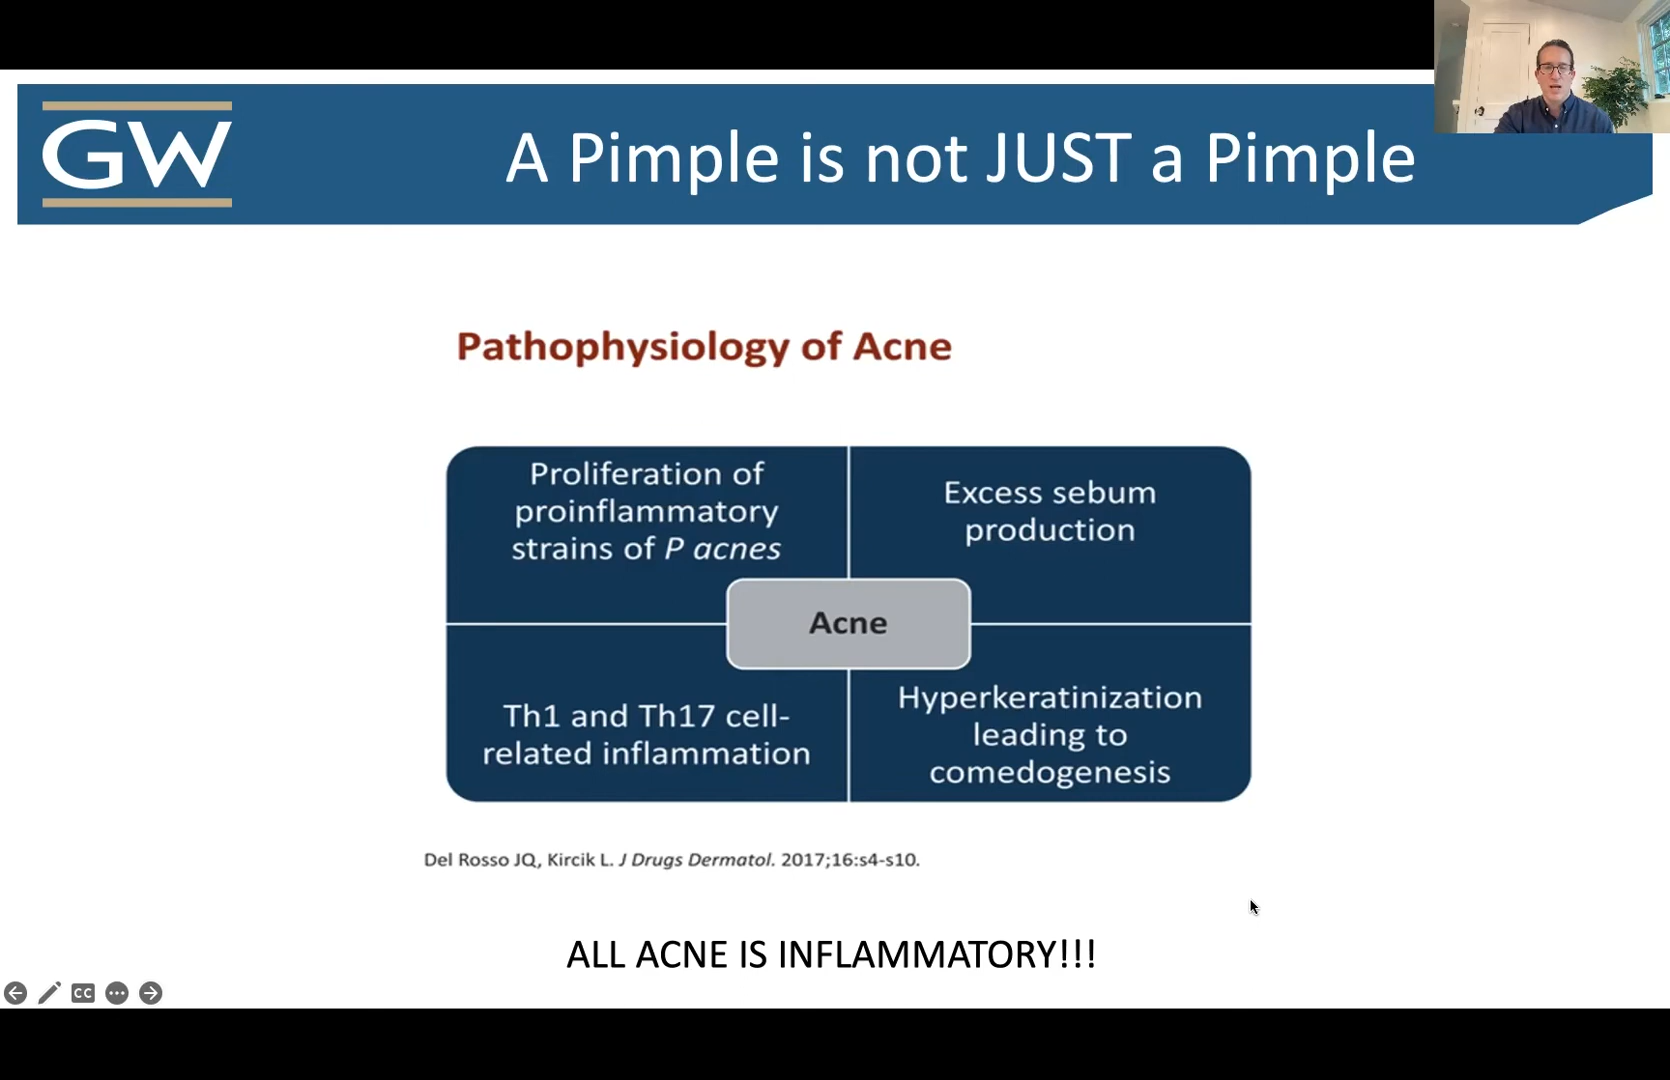 GW
A Pimple is not JUST a Pimple
Pathophysiology of Acne
Proliferation of
proinflammatory
strains of P acnes
Excess sebum
production
Acne
Th1 and Th17 cell-
related inflammation
Hyperkeratinization
leading to
comedogenesis
Del Rosso JQ, Kircik L. J Drugs Dermatol. 2017;16:s4-s10.
ALL ACNE IS INFLAMMATORY!!!
CC